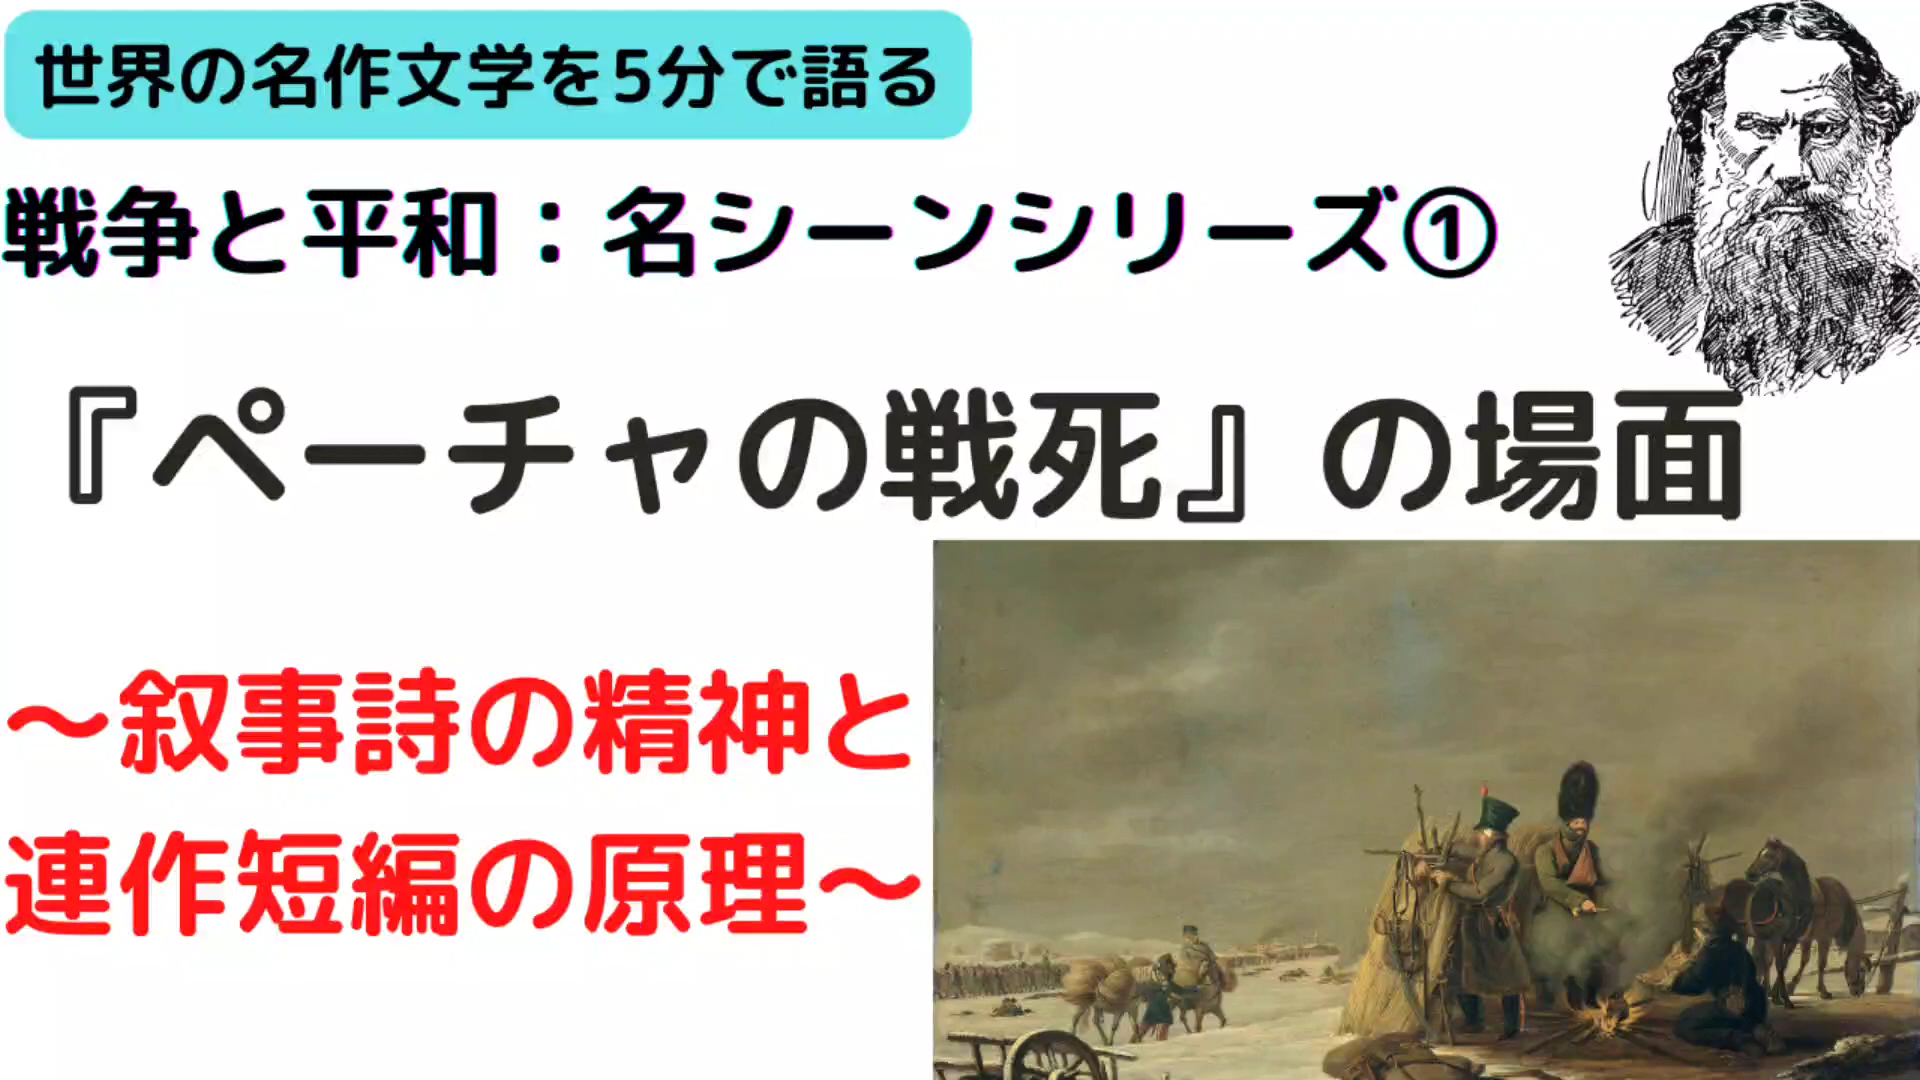 世界の名作文学を5分で語る
戦争と平和：名シーンシリーズ①
『ペーチャの戦死』の場面
～叙事詩の精神と
連作短編の原理～